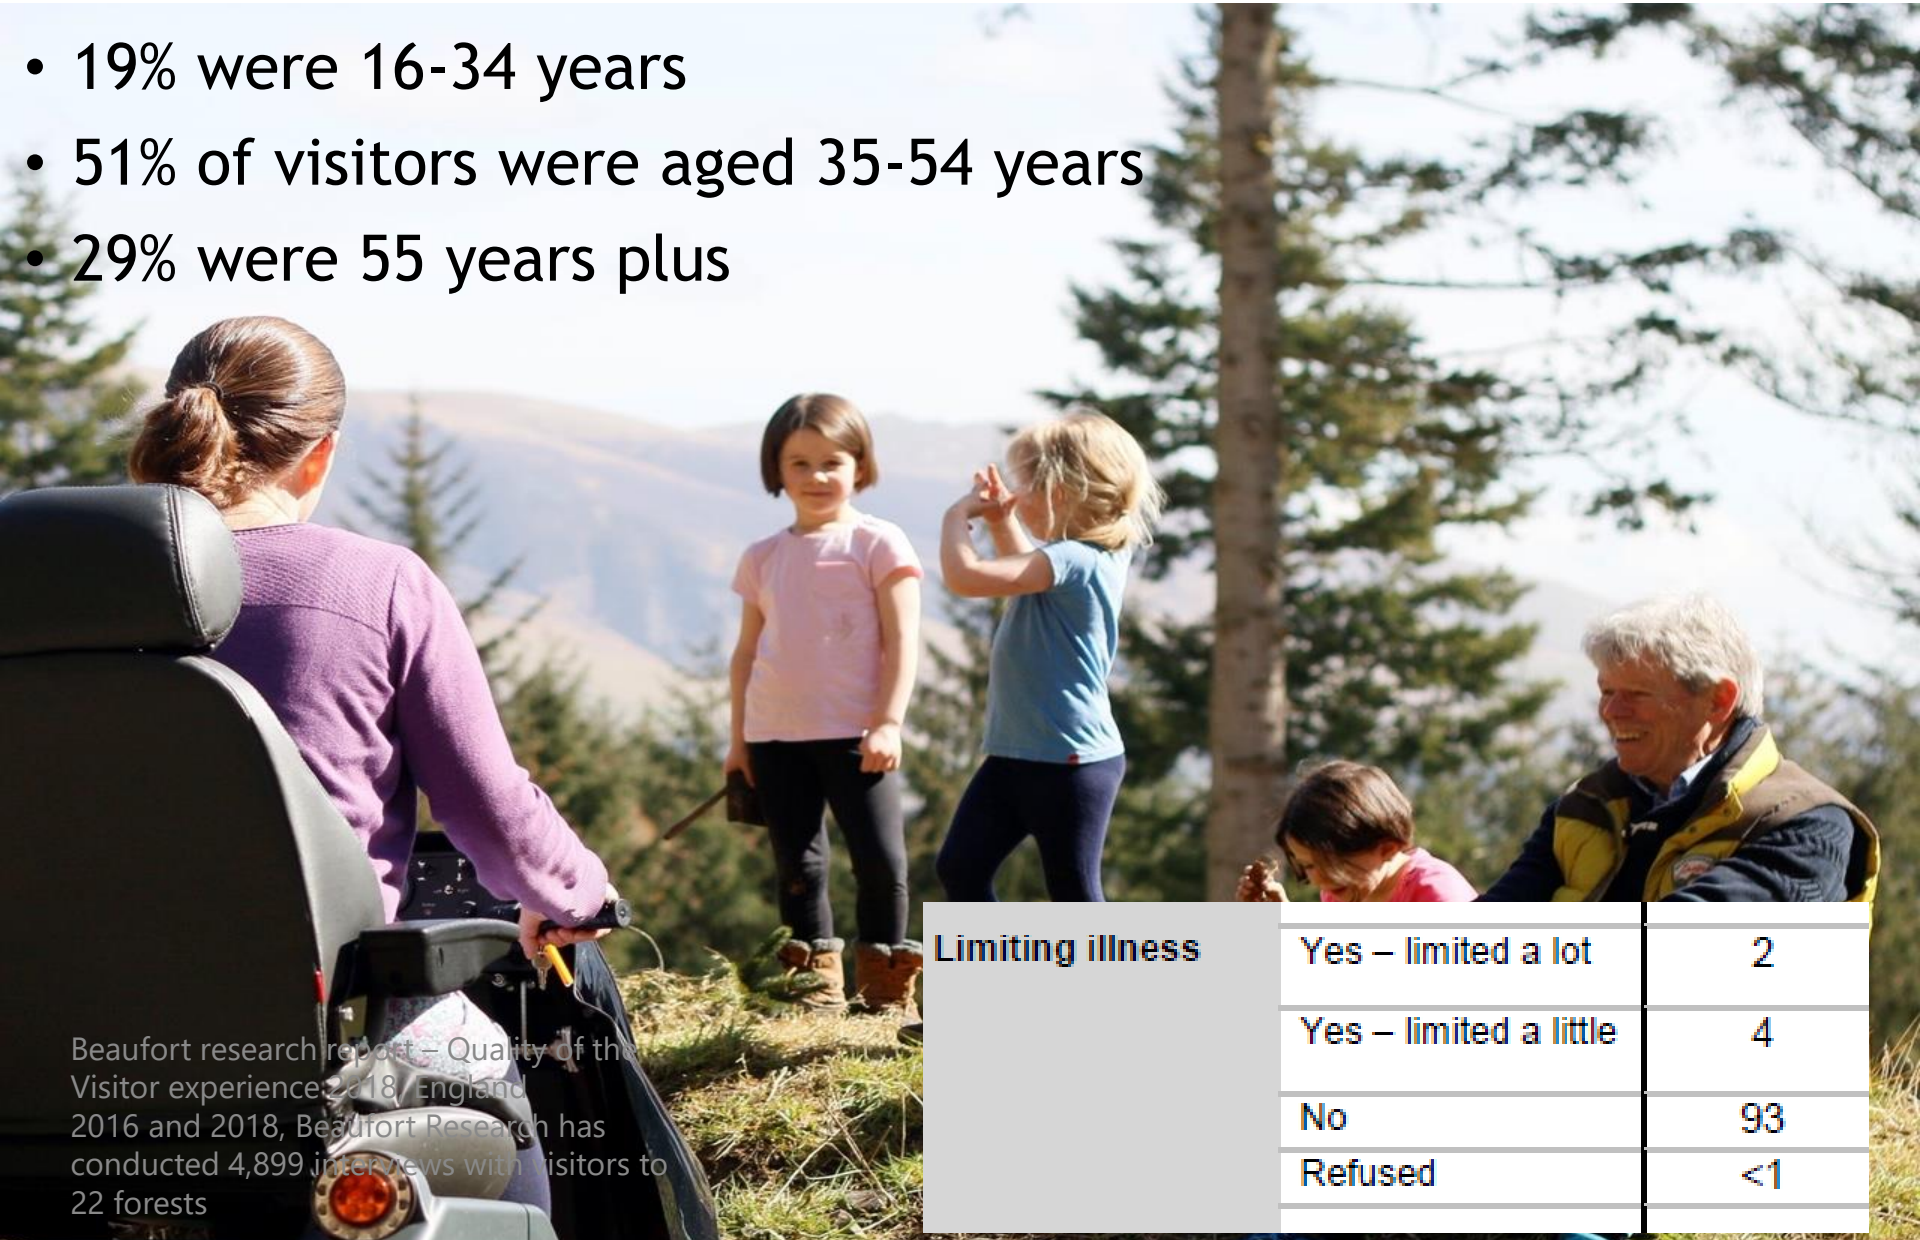 • 19% were 16-34 years
• 51% of visitors were aged 35-54 years
• 29% were 55 years plus
Limiting illness
Yes – limited a lot 2
Yes – limited a little 4
No 93
Refused <1
Beaufort research report – Quality of the
Visitor experience 2018, England
2016 and 2018, Beaufort Research has
conducted 4,899 interviews with visitors to
22 forests